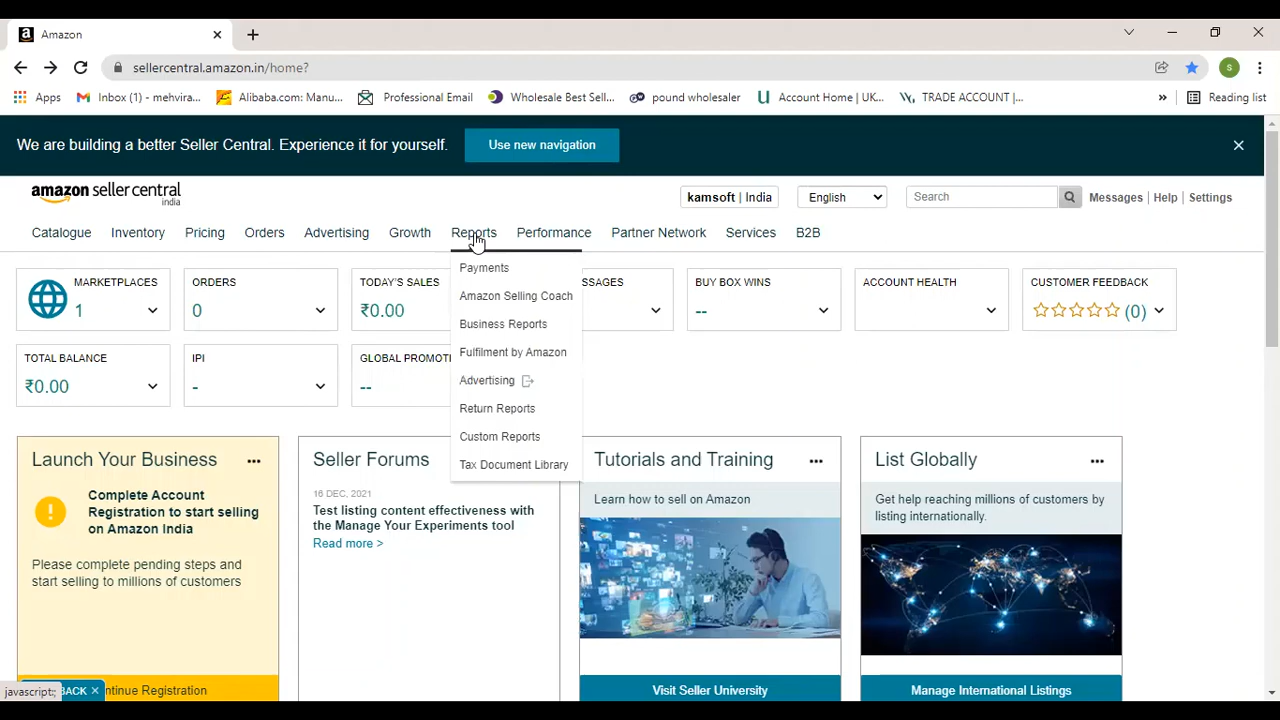 Amazon
sellercentral.amazon.in/home?
S
Apps
Inbox (1) - mehvira...
Alibaba.com: Manu...
Professional Email
Wholesale Best Sell...
pound wholesaler
Account Home | UK...
TRADE ACCOUNT |...
»
Reading list
We are building a better Seller Central. Experience it for yourself.
Use new navigation
amazon seller central
india
kamsoft | India
English
Search
Messages | Help | Settings
Catalogue
Inventory
Pricing
Orders
Advertising
Growth
Reports
Performance
Partner Network
Services
B2B
Payments
Amazon Selling Coach
Business Reports
Fulfilment by Amazon
Advertising
Return Reports
Custom Reports
Tax Document Library
MARKETPLACES
1
ORDERS
0
TODAY'S SALES
₹0.00
SSAGES
BUY BOX WINS
--
ACCOUNT HEALTH
CUSTOMER FEEDBACK
(0)
TOTAL BALANCE
₹0.00
IPI
-
GLOBAL PROMOT
--
Launch Your Business
Complete Account
Registration to start selling
on Amazon India
Please complete pending steps and
start selling to millions of customers
ntinue Registration
Seller Forums
16 DEC, 2021
Test listing content effectiveness with
the Manage Your Experiments tool
Read more >
Tutorials and Training
Learn how to sell on Amazon
Visit Seller University
List Globally
Get help reaching millions of customers by
listing internationally.
Manage International Listings
javascript:;
BACK